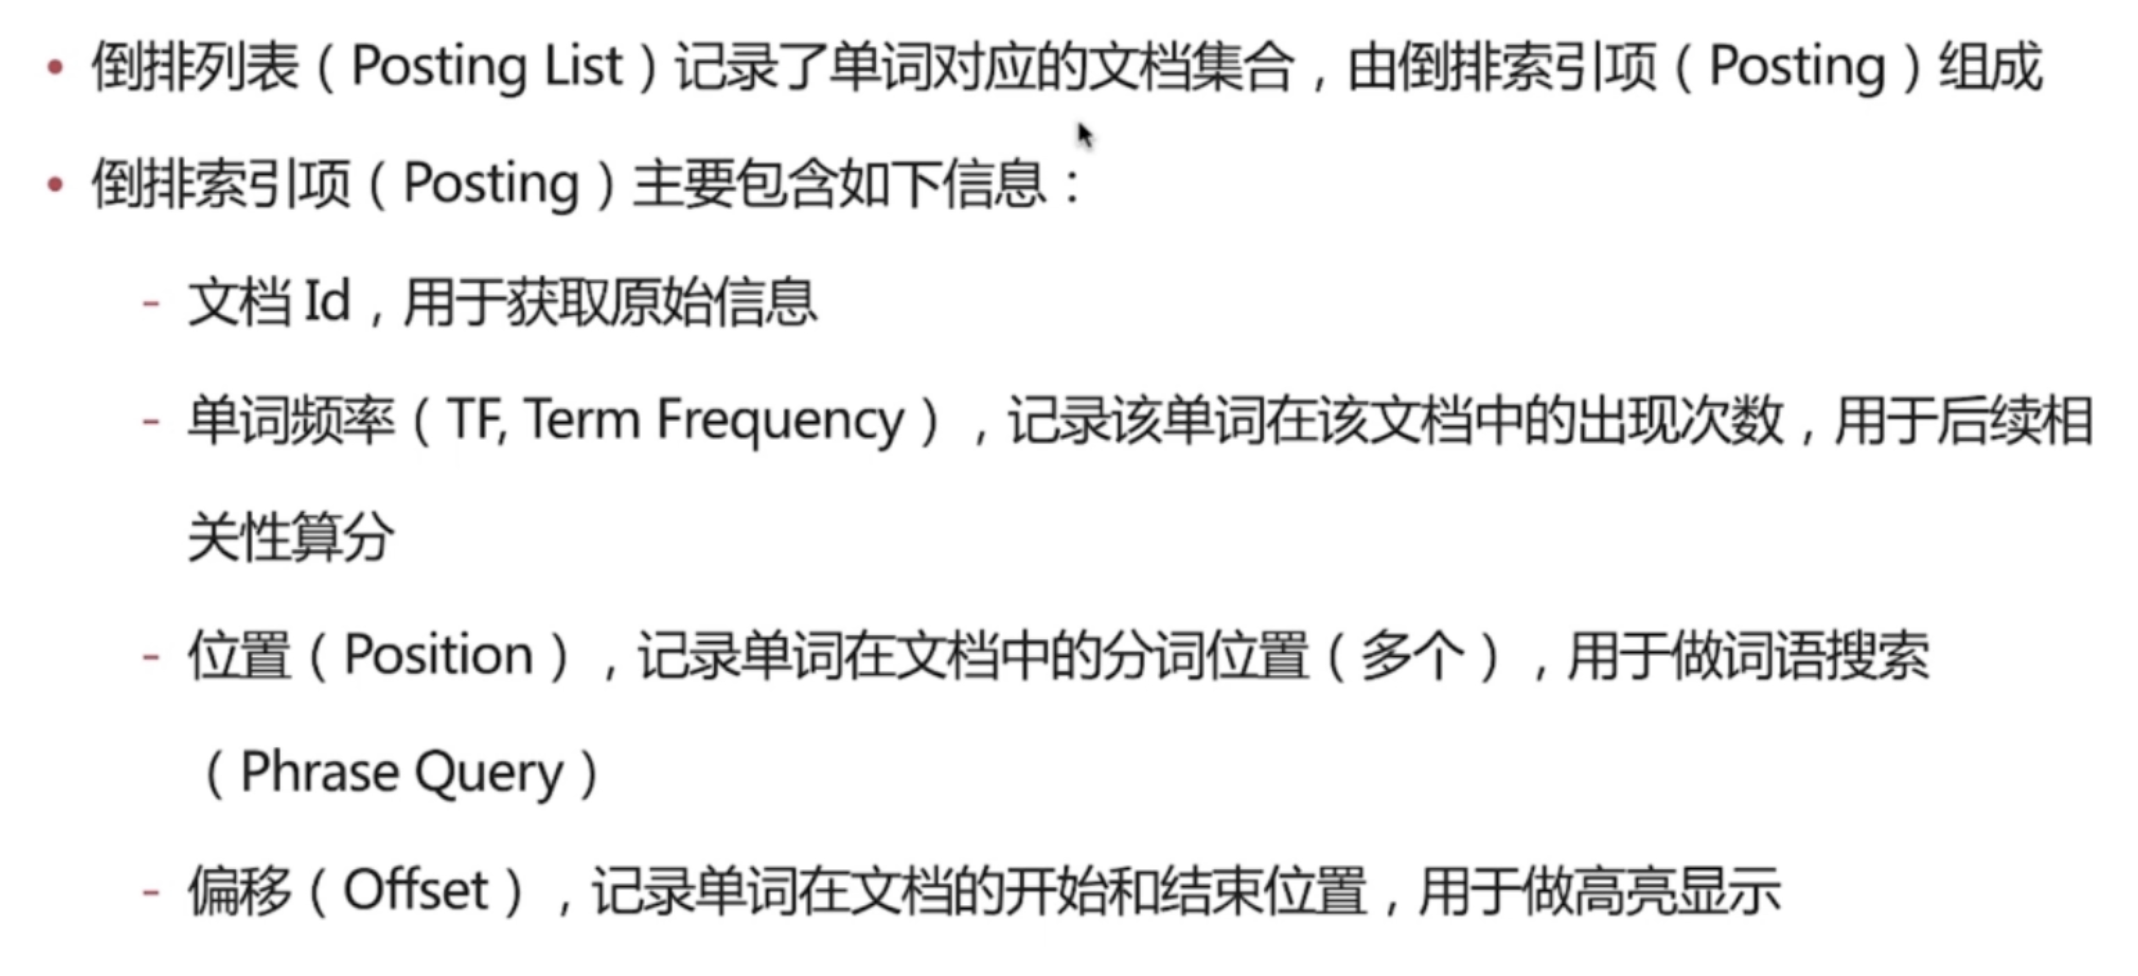 • 倒排列表（Posting List）记录了单词对应的文档集合，由倒排索引项（Posting）组成
• 倒排索引项（Posting）主要包含如下信息：
- 文档 Id，用于获取原始信息
- 单词频率（TF, Term Frequency），记录该单词在该文档中的出现次数，用于后续相
关性算分
- 位置（Position），记录单词在文档中的分词位置（多个），用于做词语搜索
（Phrase Query）
- 偏移（Offset），记录单词在文档的开始和结束位置，用于做高亮显示